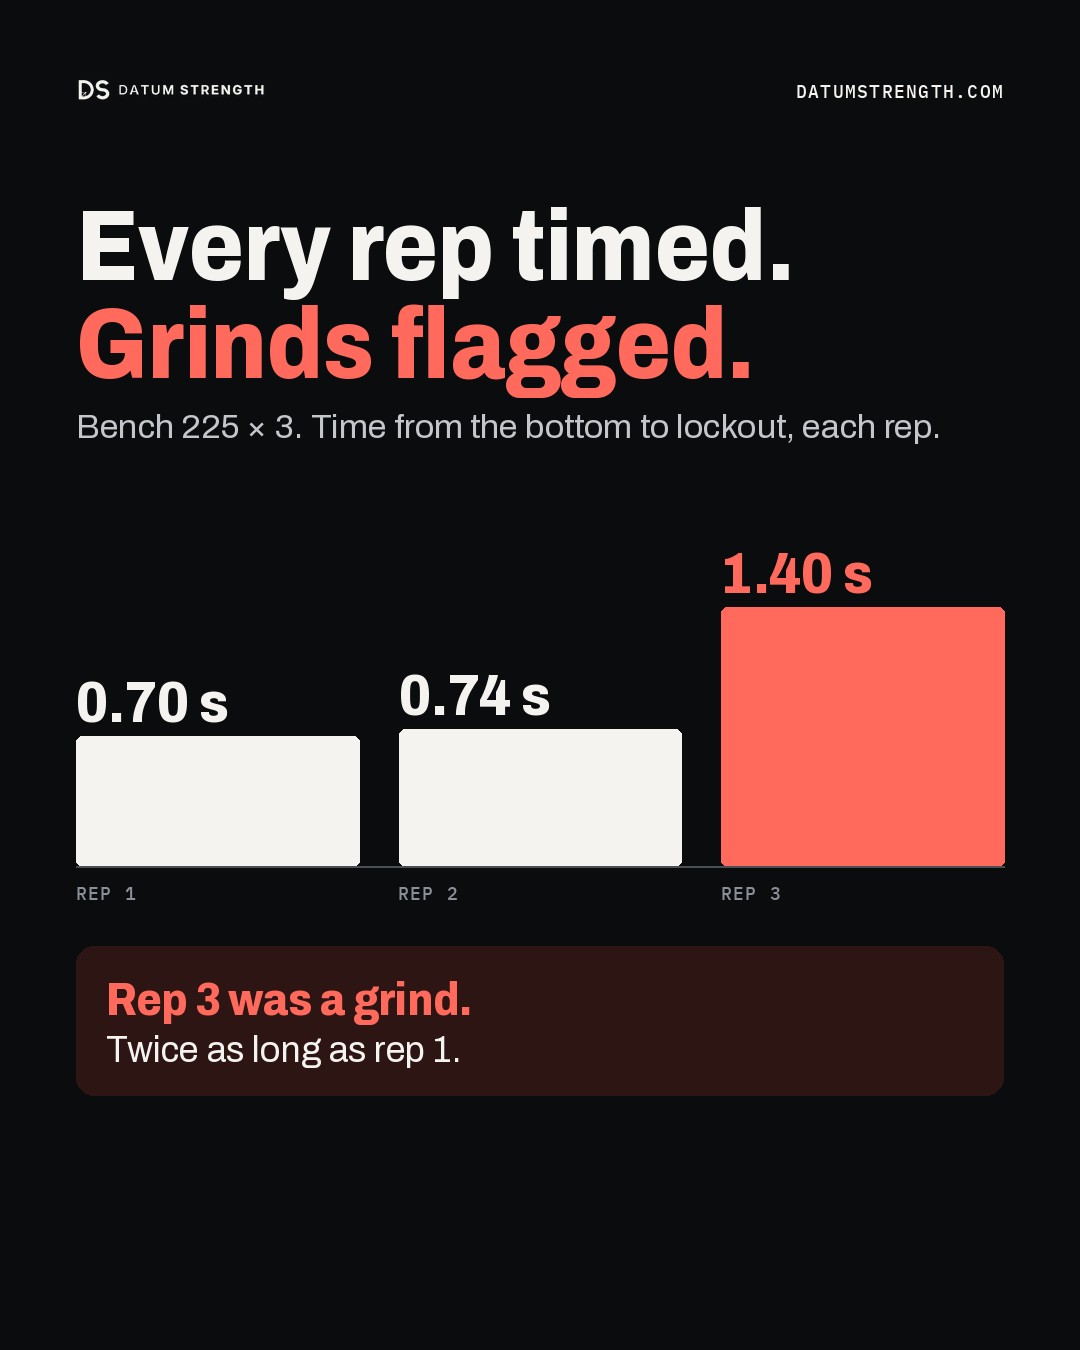 DS DATUM STRENGTH
DATUMSTRENGTH.COM
Every rep timed.
Grinds flagged.
Bench 225 × 3. Time from the bottom to lockout, each rep.
0.70 s
0.74 s
1.40 s
REP 1
REP 2
REP 3
Rep 3 was a grind.
Twice as long as rep 1.